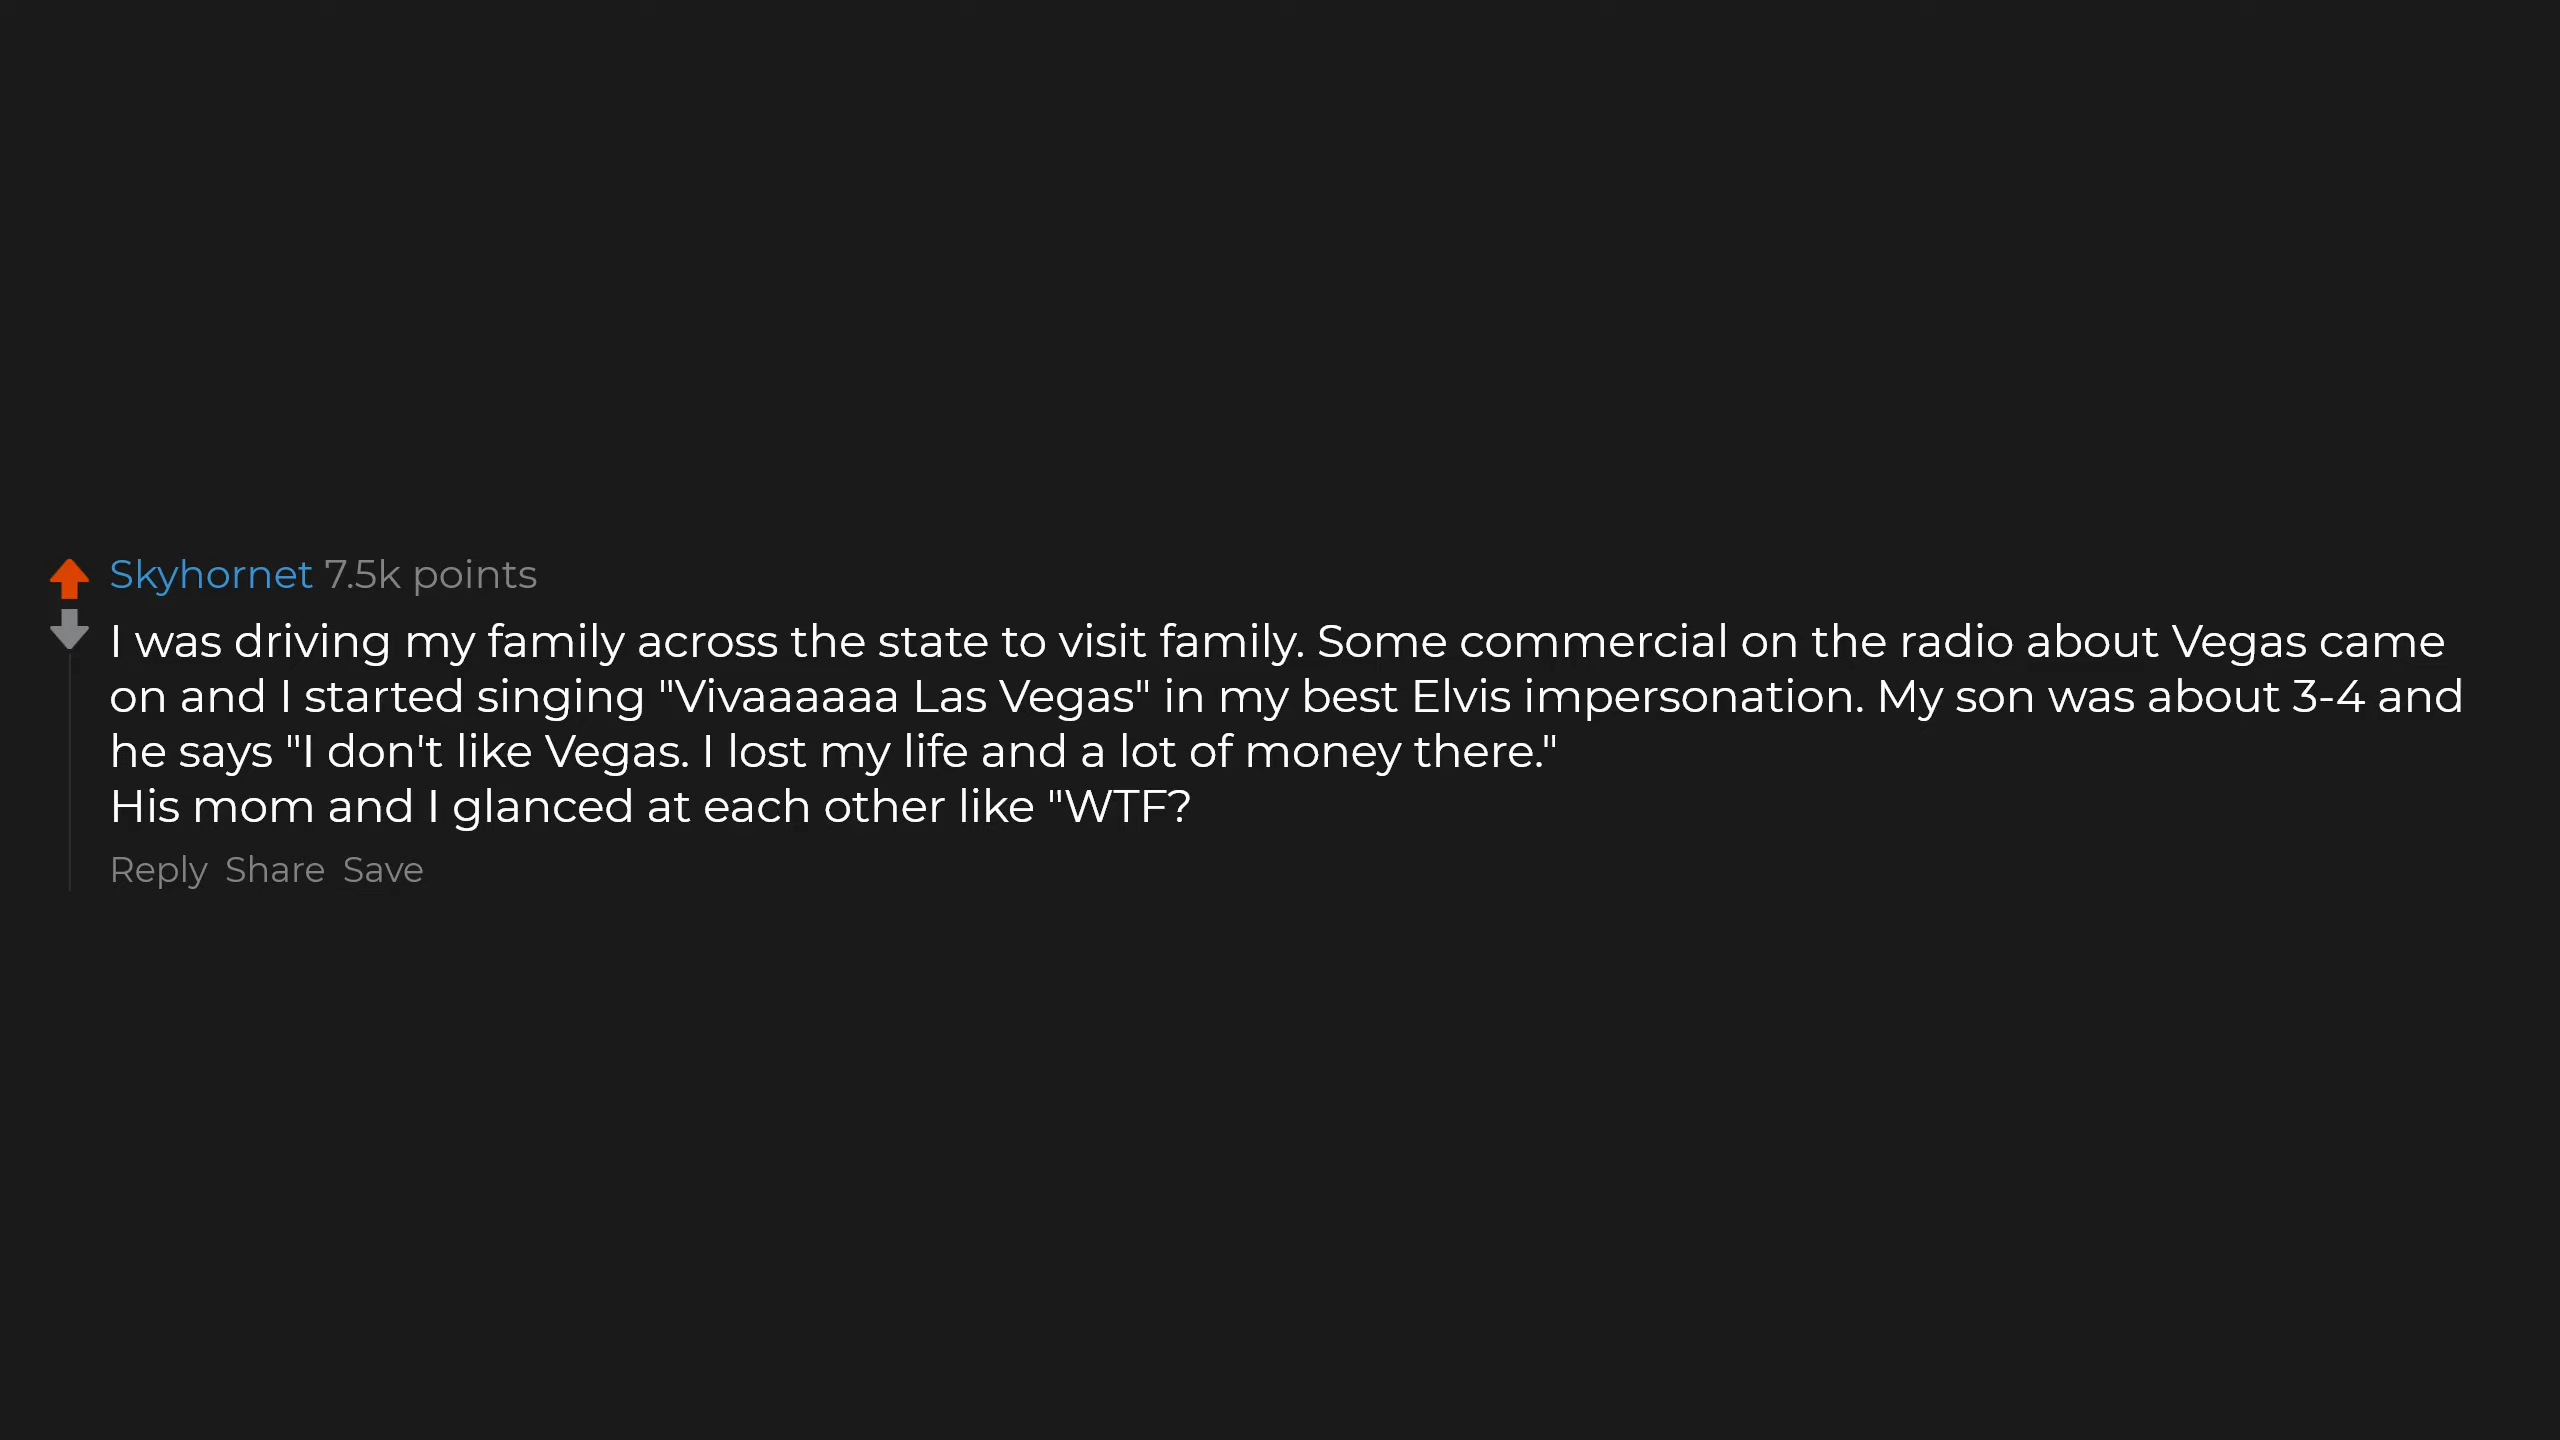 Skyhornet 7.5k points
I was driving my family across the state to visit family. Some commercial on the radio about Vegas came
on and I started singing "Vivaaaaaa Las Vegas" in my best Elvis impersonation. My son was about 3-4 and
he says "I don't like Vegas. I lost my life and a lot of money there."
His mom and I glanced at each other like "WTF?
Reply Share Save